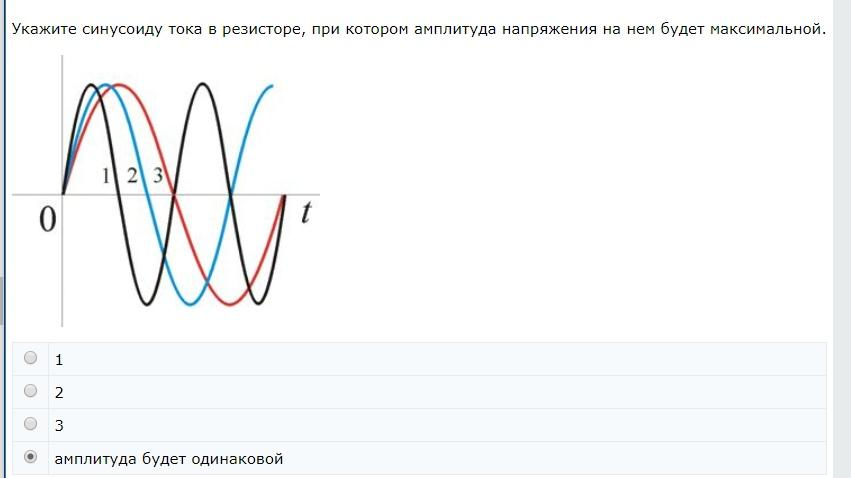 Укажите синусоиду тока в резисторе, при котором амплитуда напряжения на нем будет максимальной.
1 2 3
0 t
1
2
3
амплитуда будет одинаковой